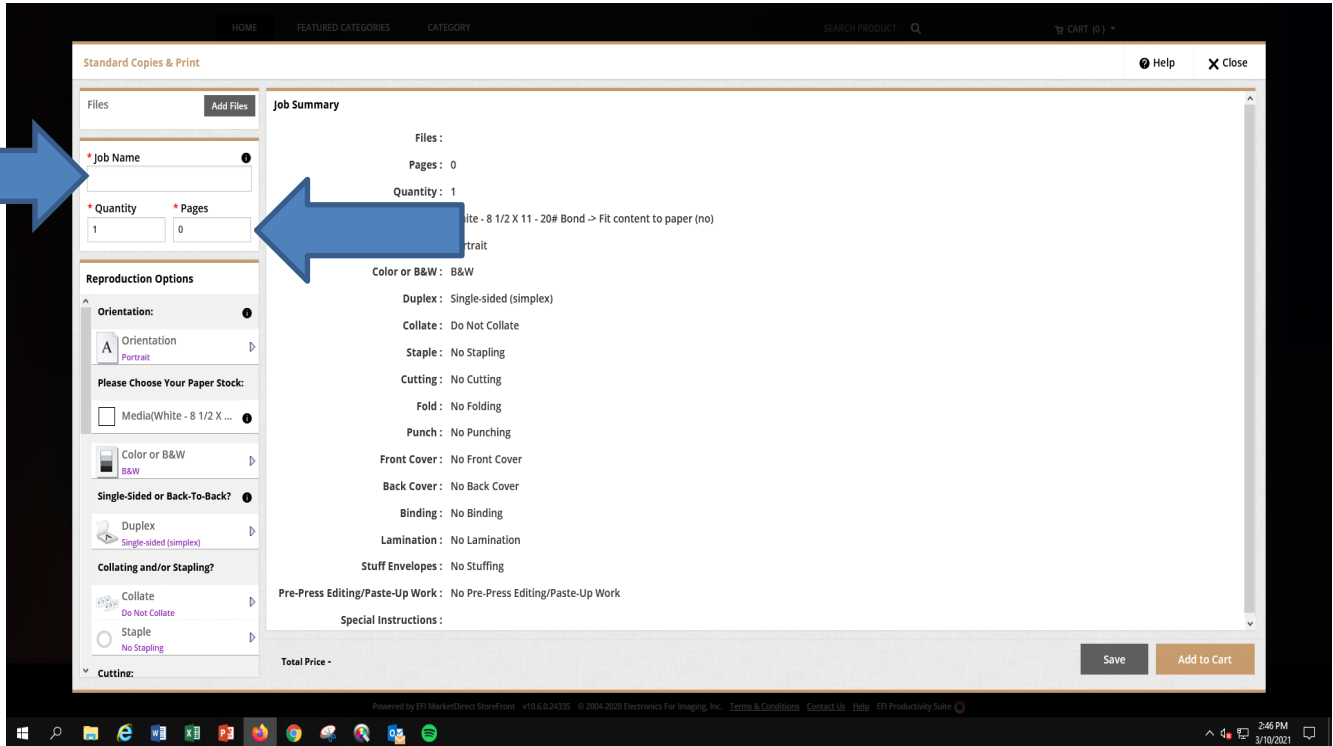 HOME FEATURED CATEGORIES CATEGORY SEARCH PRODUCT CART (0)
Standard Copies & Print Help Close
Files Add Files
* Job Name
* Quantity * Pages
1 0
Reproduction Options
Orientation:
A Orientation
Portrait
Please Choose Your Paper Stock:
Media(White - 8 1/2 X ...
Color or B&W
B&W
Single-Sided or Back-To-Back?
Duplex
Single-sided (simplex)
Collating and/or Stapling?
Collate
Do Not Collate
Staple
No Stapling
Cutting:
Job Summary
Files :
Pages : 0
Quantity : 1
ite - 8 1/2 X 11 - 20# Bond -> Fit content to paper (no)
rtrait
Color or B&W : B&W
Duplex : Single-sided (simplex)
Collate : Do Not Collate
Staple : No Stapling
Cutting : No Cutting
Fold : No Folding
Punch : No Punching
Front Cover : No Front Cover
Back Cover : No Back Cover
Binding : No Binding
Lamination : No Lamination
Stuff Envelopes : No Stuffing
Pre-Press Editing/Paste-Up Work : No Pre-Press Editing/Paste-Up Work
Special Instructions :
Total Price - Save Add to Cart
Powered by EFI MarketDirect StoreFront v10.6.0.24335 © 2004-2020 Electronics For Imaging, Inc. Terms & Conditions Contact Us Help EFI Productivity Suite
2:46 PM
3/10/2021